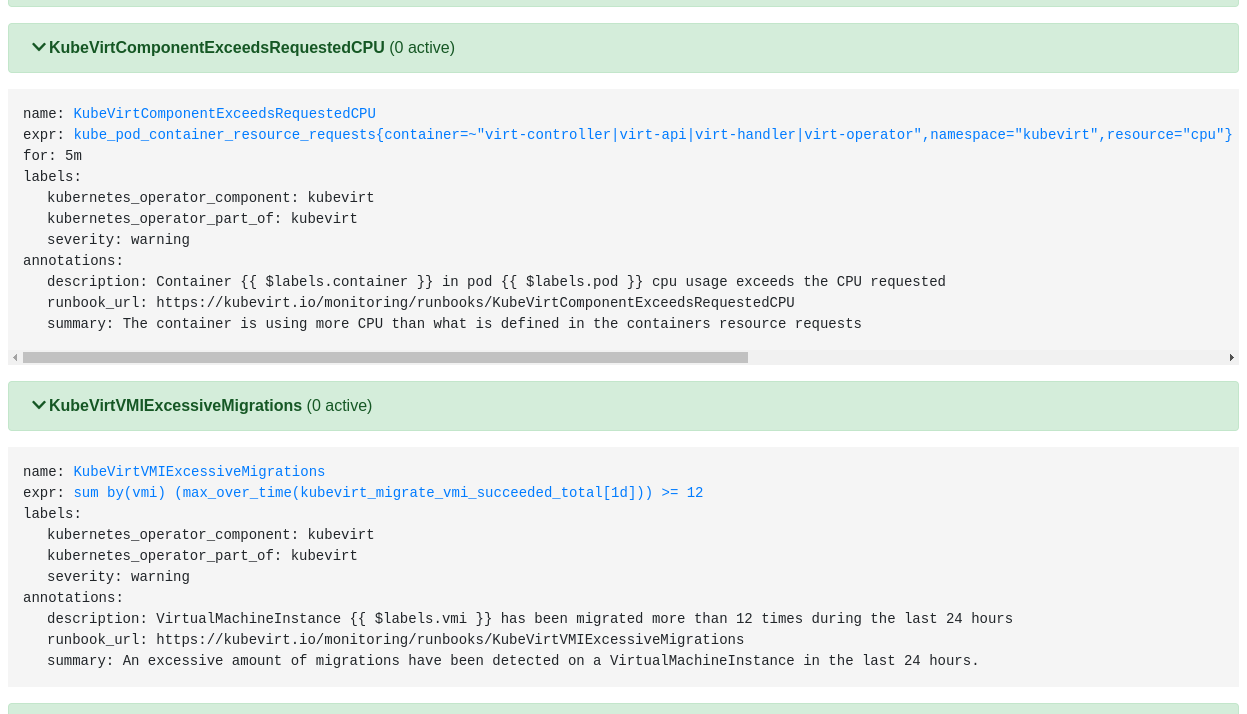 KubeVirtComponentExceedsRequestedCPU (0 active)
name: KubeVirtComponentExceedsRequestedCPU
expr: kube_pod_container_resource_requests{container=~"virt-controller|virt-api|virt-handler|virt-operator",namespace="kubevirt",resource="cpu"}
for: 5m
labels:
kubernetes_operator_component: kubevirt
kubernetes_operator_part_of: kubevirt
severity: warning
annotations:
description: Container {{ $labels.container }} in pod {{ $labels.pod }} cpu usage exceeds the CPU requested
runbook_url: https://kubevirt.io/monitoring/runbooks/KubeVirtComponentExceedsRequestedCPU
summary: The container is using more CPU than what is defined in the containers resource requests
KubeVirtVMIExcessiveMigrations (0 active)
name: KubeVirtVMIExcessiveMigrations
expr: sum by(vmi) (max_over_time(kubevirt_migrate_vmi_succeeded_total[1d])) >= 12
labels:
kubernetes_operator_component: kubevirt
kubernetes_operator_part_of: kubevirt
severity: warning
annotations:
description: VirtualMachineInstance {{ $labels.vmi }} has been migrated more than 12 times during the last 24 hours
runbook_url: https://kubevirt.io/monitoring/runbooks/KubeVirtVMIExcessiveMigrations
summary: An excessive amount of migrations have been detected on a VirtualMachineInstance in the last 24 hours.